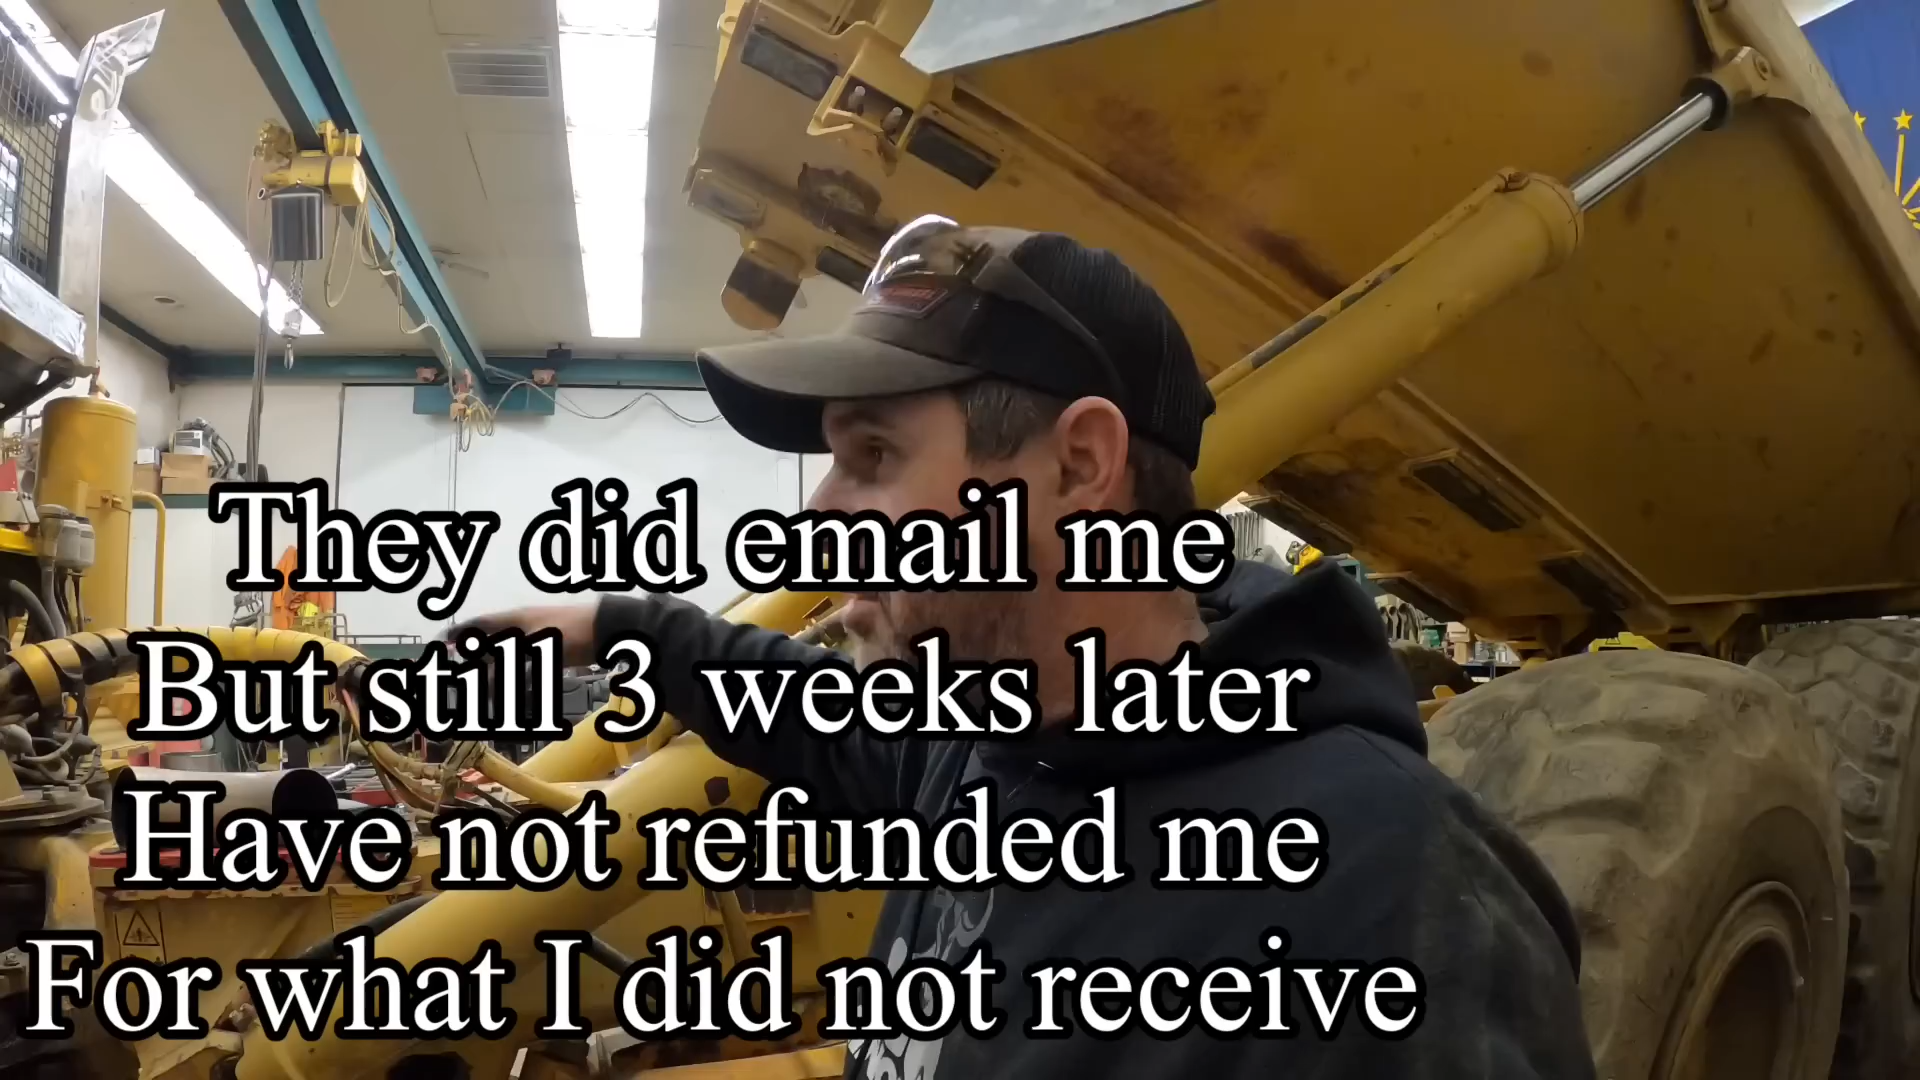 They did email me
But still 3 weeks later
Have not refunded me
For what I did not receive